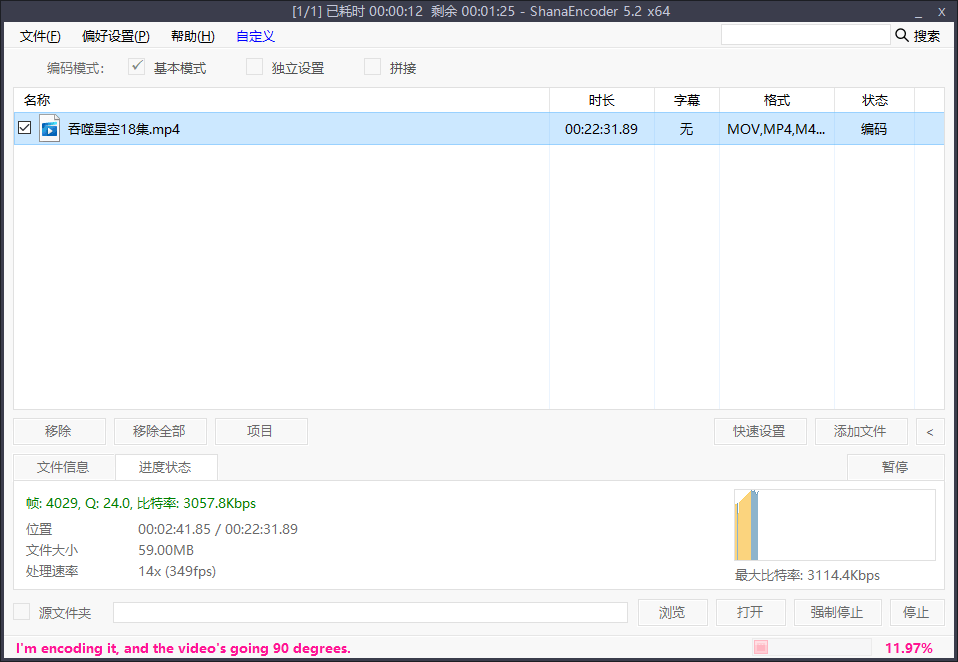 [1/1] 已耗时 00:00:12 剩余 00:01:25 - ShanaEncoder 5.2 x64 _ x
文件(F) 偏好设置(P) 帮助(H) 自定义 搜索
编码模式: 基本模式 独立设置 拼接
名称 时长 字幕 格式 状态
吞噬星空18集.mp4 00:22:31.89 无 MOV,MP4,M4... 编码
移除 移除全部 项目 快速设置 添加文件 <
文件信息 进度状态 暂停
帧: 4029, Q: 24.0, 比特率: 3057.8Kbps
位置 00:02:41.85 / 00:22:31.89
文件大小 59.00MB
处理速率 14x (349fps)
最大比特率: 3114.4Kbps
源文件夹 浏览 打开 强制停止 停止
I'm encoding it, and the video's going 90 degrees. 11.97%